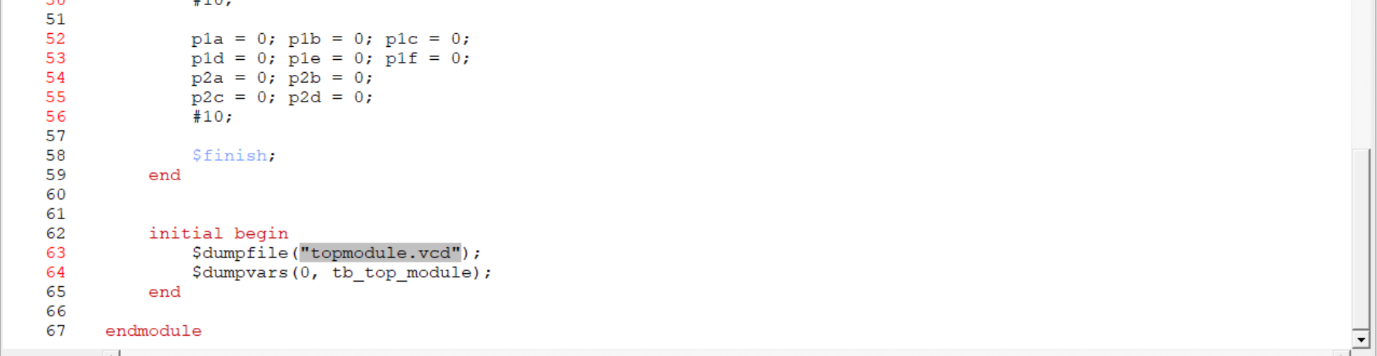 50 #10;
51
52 p1a = 0; p1b = 0; p1c = 0;
53 p1d = 0; p1e = 0; p1f = 0;
54 p2a = 0; p2b = 0;
55 p2c = 0; p2d = 0;
56 #10;
57
58 $finish;
59 end
60
61
62 initial begin
63 $dumpfile("topmodule.vcd");
64 $dumpvars(0, tb_top_module);
65 end
66
67 endmodule